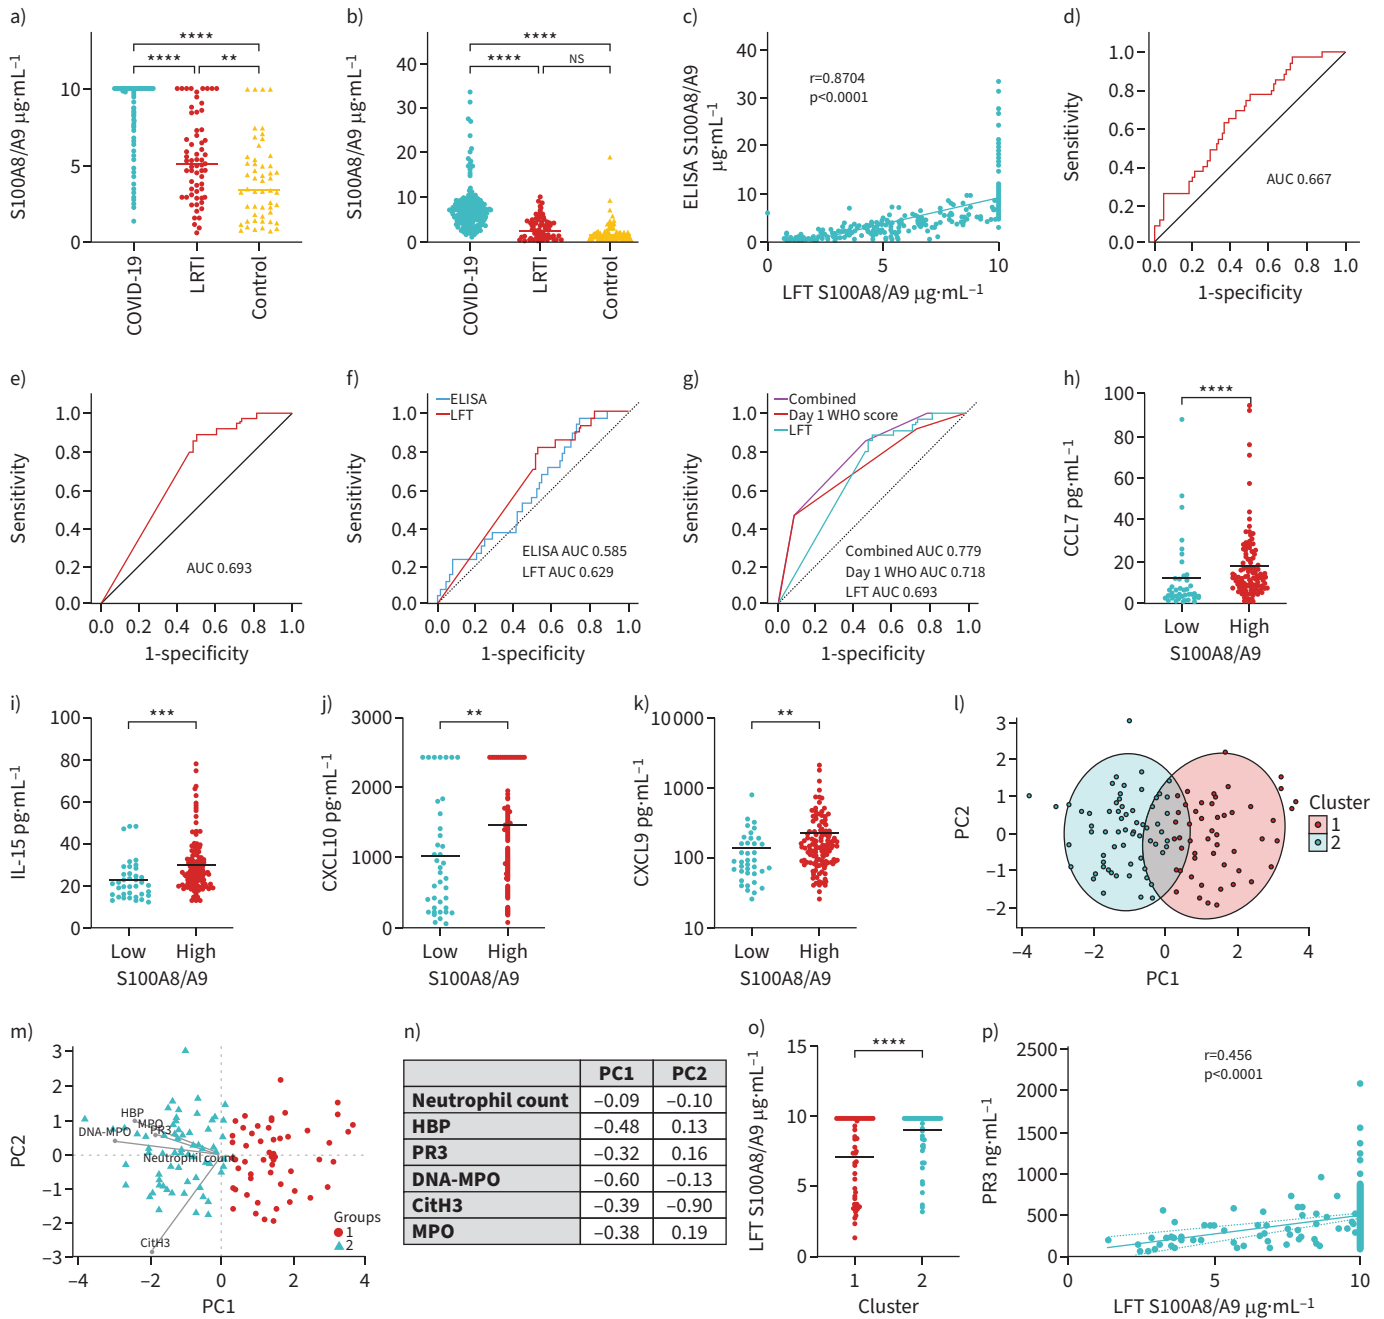 a)
S100A8/A9 µg·mL⁻¹
10
5
0
****
****
**
COVID-19
LRTI
Control
b)
S100A8/A9 µg·mL⁻¹
40
30
20
10
0
****
****
NS
COVID-19
LRTI
Control
c)
ELISA S100A8/A9
µg·mL⁻¹
40
30
20
10
0
r=0.8704
p<0.0001
0
5
10
LFT S100A8/A9 µg·mL⁻¹
d)
Sensitivity
1.0
0.8
0.6
0.4
0.2
0.0
AUC 0.667
0.0 0.2 0.4 0.6 0.8 1.0
1-specificity
e)
Sensitivity
1.0
0.8
0.6
0.4
0.2
0.0
AUC 0.693
0.0 0.2 0.4 0.6 0.8 1.0
1-specificity
f)
ELISA
LFT
Sensitivity
1.0
0.8
0.6
0.4
0.2
0.0
ELISA AUC 0.585
LFT AUC 0.629
0.0 0.2 0.4 0.6 0.8 1.0
1-specificity
g)
Combined
Day 1 WHO score
LFT
Sensitivity
1.0
0.8
0.6
0.4
0.2
0.0
Combined AUC 0.779
Day 1 WHO AUC 0.718
LFT AUC 0.693
0.0 0.2 0.4 0.6 0.8 1.0
1-specificity
h)
CCL7 pg·mL⁻¹
100
80
60
40
20
0
****
Low High
S100A8/A9
i)
IL-15 pg·mL⁻¹
100
80
60
40
20
0
***
Low High
S100A8/A9
j)
CXCL10 pg·mL⁻¹
3000
2000
1000
0
**
Low High
S100A8/A9
k)
CXCL9 pg·mL⁻¹
10 000
1000
100
10
**
Low High
S100A8/A9
l)
PC2
3
2
1
0
−1
−2
−4 −2 0 2 4
PC1
Cluster
1
2
m)
PC2
3
2
1
0
−1
−2
−3
HBP
MPO
PR3
DNA-MPO
Neutrophil count
CitH3
Groups
1
2
−4 −2 0 2 4
PC1
n)
PC1 PC2
Neutrophil count −0.09 −0.10
HBP −0.48 0.13
PR3 −0.32 0.16
DNA-MPO −0.60 −0.13
CitH3 −0.39 −0.90
MPO −0.38 0.19
o)
LFT S100A8/A9 µg·mL⁻¹
15
10
5
0
****
1 2
Cluster
p)
PR3 ng·mL⁻¹
2500
2000
1500
1000
500
0
r=0.456
p<0.0001
0 5 10
LFT S100A8/A9 µg·mL⁻¹